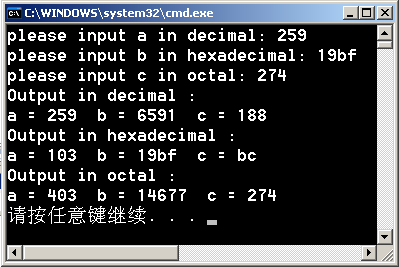 C:\WINDOWS\system32\cmd.exe
please input a in decimal: 259
please input b in hexadecimal: 19bf
please input c in octal: 274
Output in decimal :
a = 259  b = 6591  c = 188
Output in hexadecimal :
a = 103  b = 19bf  c = bc
Output in octal :
a = 403  b = 14677  c = 274
请按任意键继续. . .